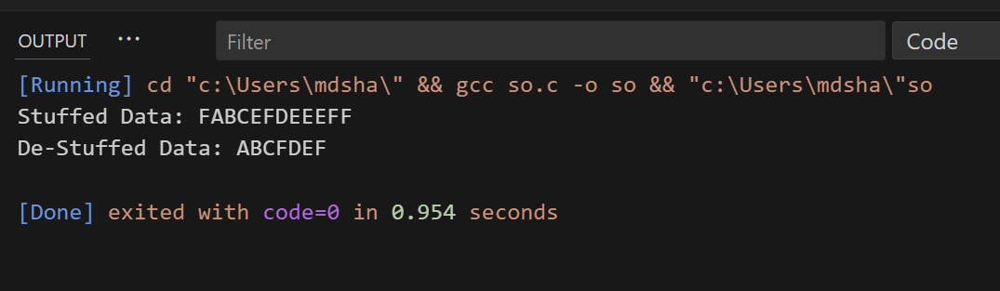 OUTPUT ··· Filter Code
[Running] cd "c:\Users\mdsha\" && gcc so.c -o so && "c:\Users\mdsha\"so
Stuffed Data: FABCEFDEEEFF
De-Stuffed Data: ABCFDEF
[Done] exited with code=0 in 0.954 seconds